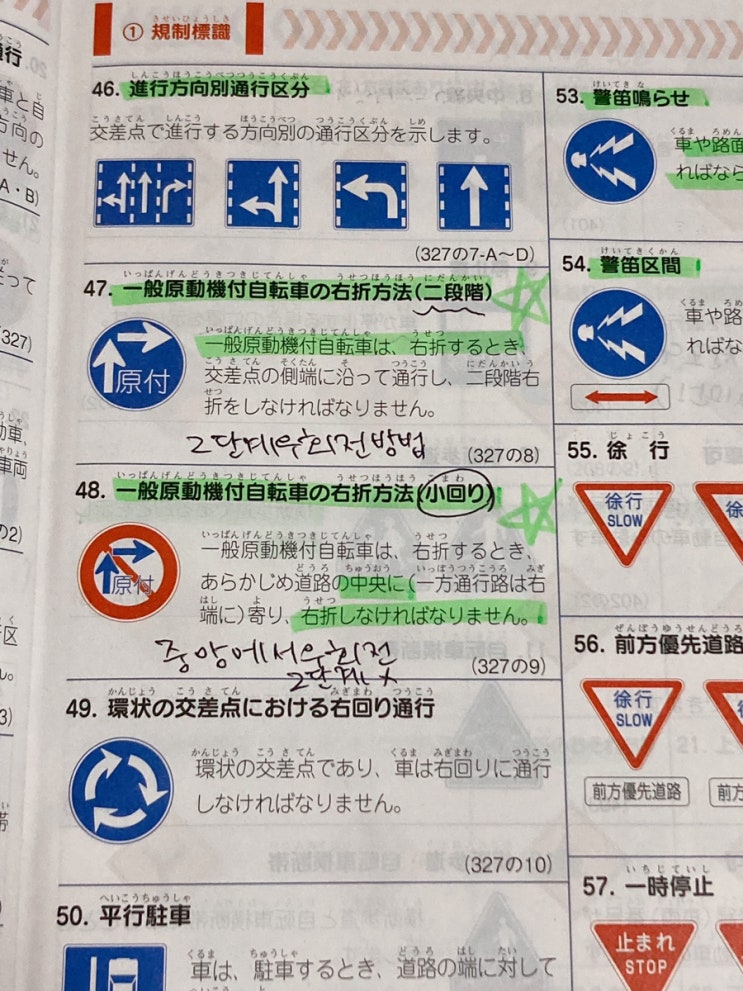 ① 規制標識
46. 進行方向別通行区分
交差点で進行する方向別の通行区分を示します。
(327の7-A～D)
47. 一般原動機付自転車の右折方法(二段階)
原付
一般原動機付自転車は、右折するとき、
交差点の側端に沿って通行し、二段階右
折をしなければなりません。
2단계우회전방법
(327の8)
48. 一般原動機付自転車の右折方法(小回り)
原付
一般原動機付自転車は、右折するとき、
あらかじめ道路の中央に(一方通行路は右
端に)寄り、右折しなければなりません。
중앙에서우회전
2단계 X
(327の9)
49. 環状の交差点における右回り通行
環状の交差点であり、車は右回りに通行
しなければなりません。
(327の10)
50. 平行駐車
車は、駐車するとき、道路の端に対して
53. 警笛鳴らせ
車や路面
ればなら
54. 警笛区間
車や路
ればな
55. 徐行
徐行
SLOW
56. 前方優先道路
徐行
SLOW
前方優先道路
57. 一時停止
止まれ
STOP